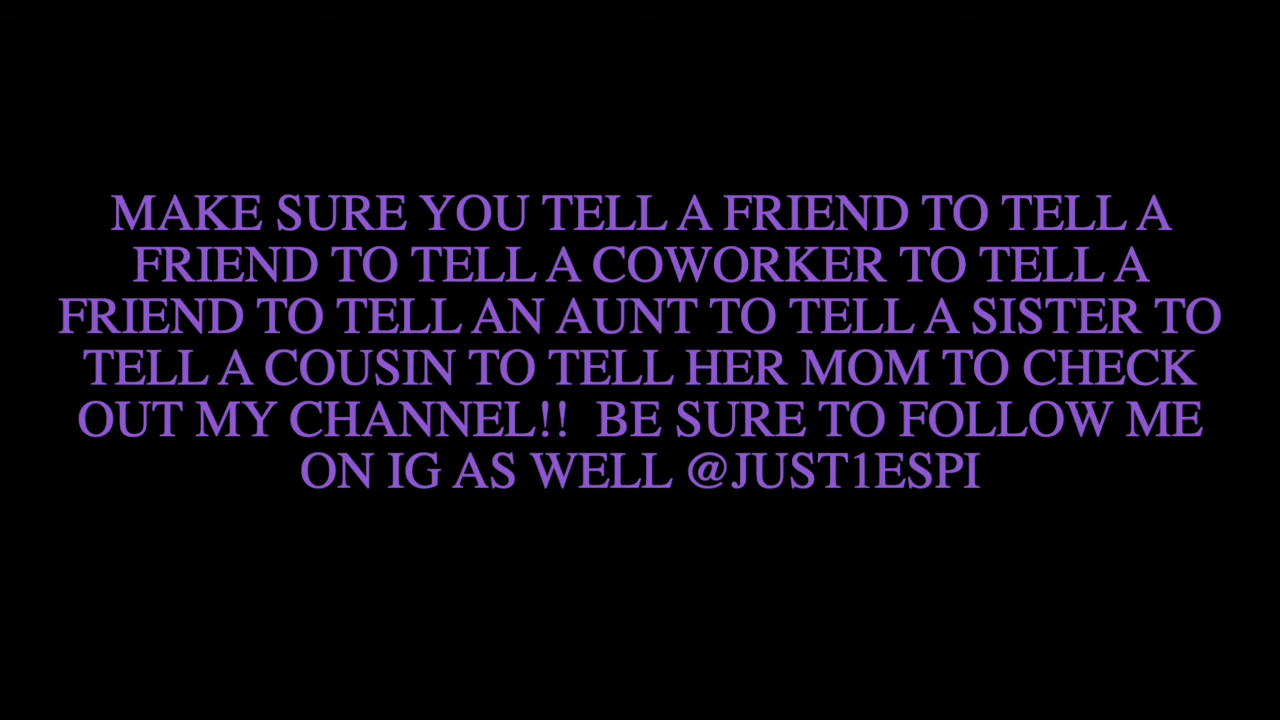 MAKE SURE YOU TELL A FRIEND TO TELL A
FRIEND TO TELL A COWORKER TO TELL A
FRIEND TO TELL AN AUNT TO TELL A SISTER TO
TELL A COUSIN TO TELL HER MOM TO CHECK
OUT MY CHANNEL!!  BE SURE TO FOLLOW ME
ON IG AS WELL @JUST1ESPI